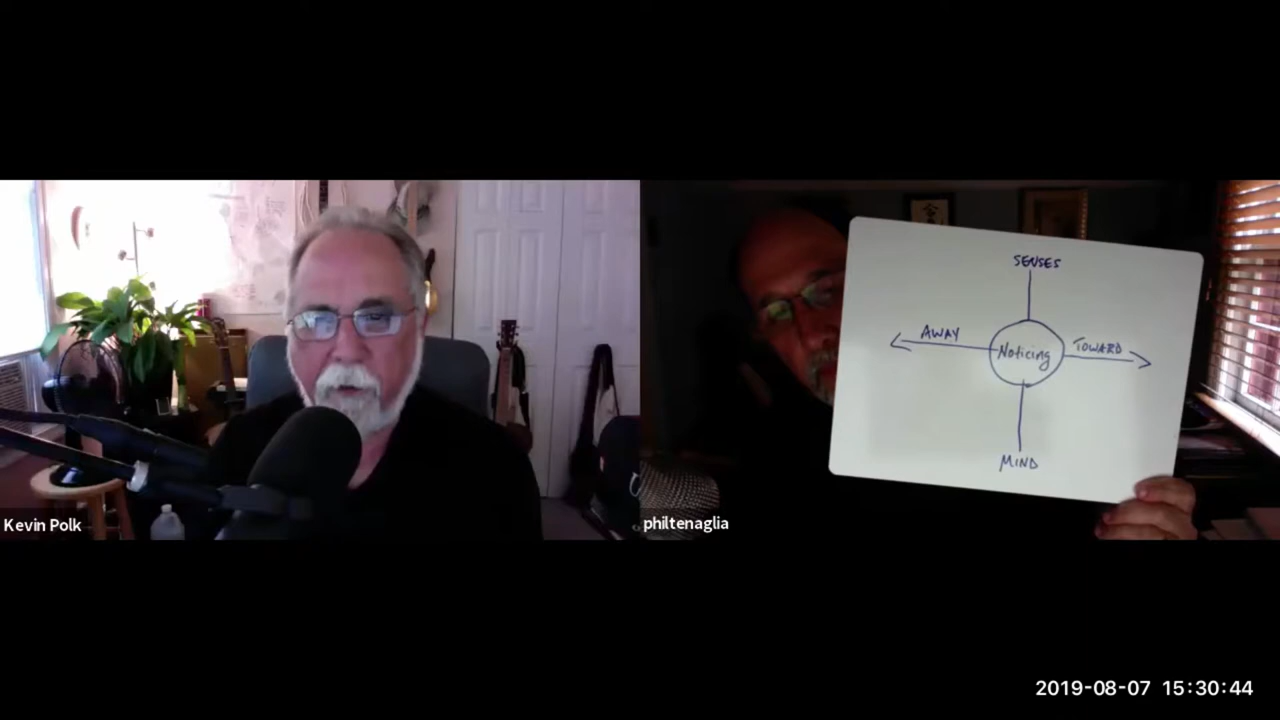 SENSES
AWAY
Noticing
TOWARD
MIND
Kevin Polk
philtenaglia
2019-08-07 15:30:44